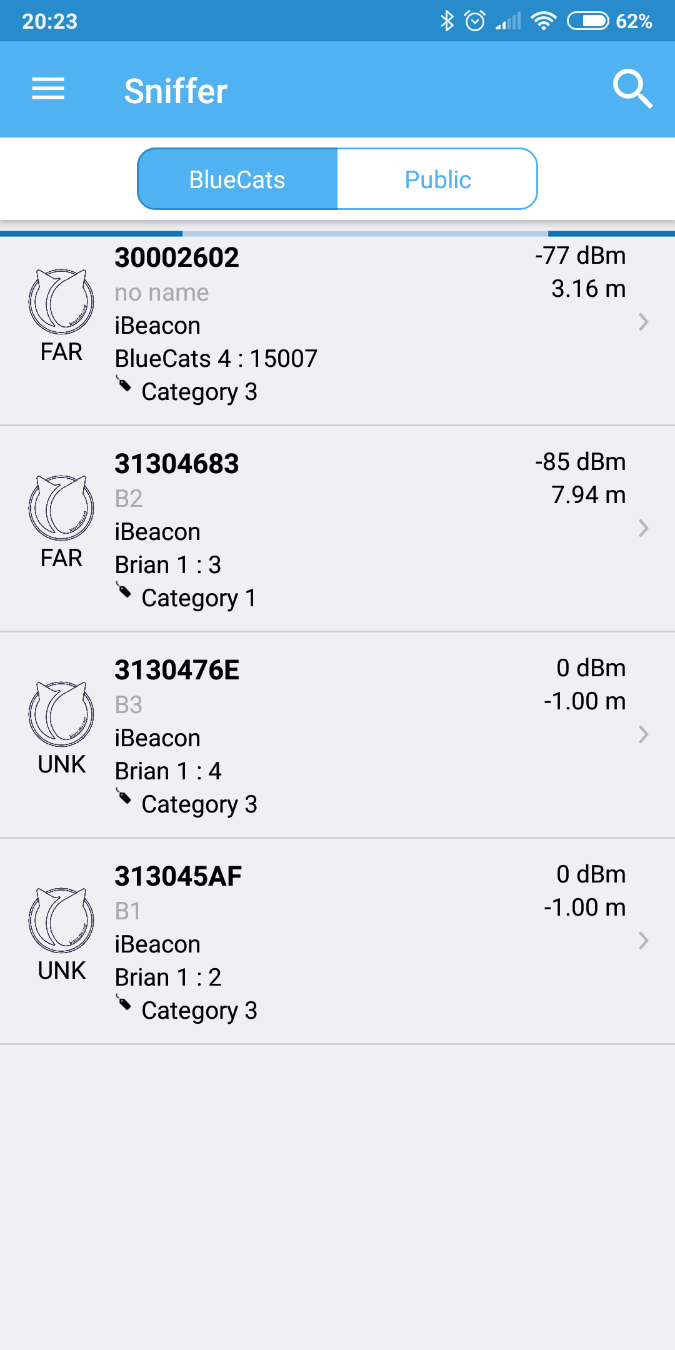 20:23 62%
Sniffer
BlueCats Public
30002602 -77 dBm
no name 3.16 m
iBeacon
FAR
BlueCats 4 : 15007
Category 3
31304683 -85 dBm
B2 7.94 m
iBeacon
FAR
Brian 1 : 3
Category 1
3130476E 0 dBm
B3 -1.00 m
iBeacon
UNK
Brian 1 : 4
Category 3
313045AF 0 dBm
B1 -1.00 m
iBeacon
UNK
Brian 1 : 2
Category 3